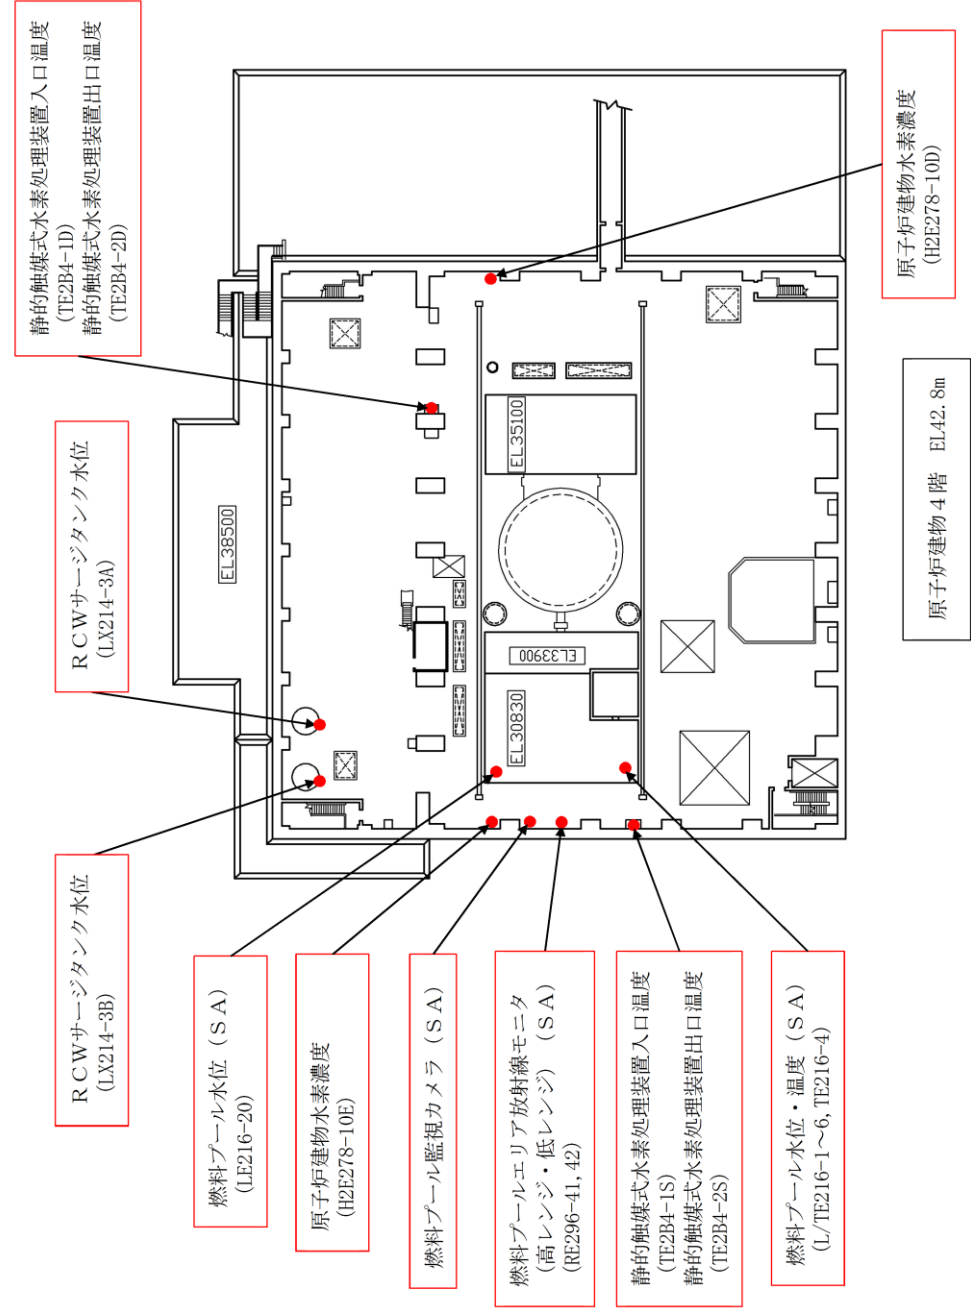 静的触媒式水素処理装置入口温度
(TE2B4-1D)
静的触媒式水素処理装置出口温度
(TE2B4-2D)
ＲＣＷサージタンク水位
(LX214-3A)
ＲＣＷサージタンク水位
(LX214-3B)
燃料プール水位（ＳＡ）
(LE216-20)
原子炉建物水素濃度
(H2E278-10E)
燃料プール監視カメラ（ＳＡ）
燃料プールエリア放射線モニタ
(高レンジ・低レンジ）（ＳＡ）
(RE296-41,42)
静的触媒式水素処理装置入口温度
(TE2B4-1S)
静的触媒式水素処理装置出口温度
(TE2B4-2S)
燃料プール水位・温度（ＳＡ）
(L/TE216-1～6,TE216-4)
原子炉建物水素濃度
(H2E278-10D)
EL38500
EL35100
EL33900
EL30830
原子炉建物４階　EL42.8m